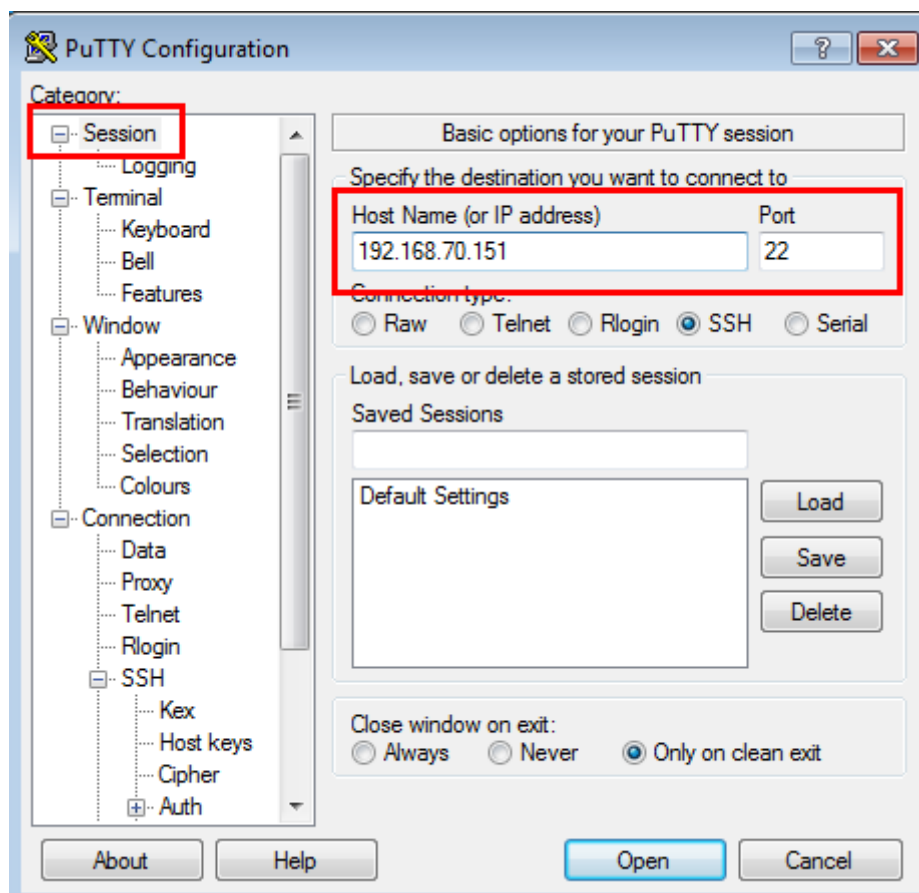 PuTTY Configuration
Category:
Session
Logging
Terminal
Keyboard
Bell
Features
Window
Appearance
Behaviour
Translation
Selection
Colours
Connection
Data
Proxy
Telnet
Rlogin
SSH
Kex
Host keys
Cipher
Auth
Basic options for your PuTTY session
Specify the destination you want to connect to
Host Name (or IP address) Port
192.168.70.151 22
Connection type:
Raw Telnet Rlogin SSH Serial
Load, save or delete a stored session
Saved Sessions
Default Settings
Load
Save
Delete
Close window on exit:
Always Never Only on clean exit
About Help Open Cancel